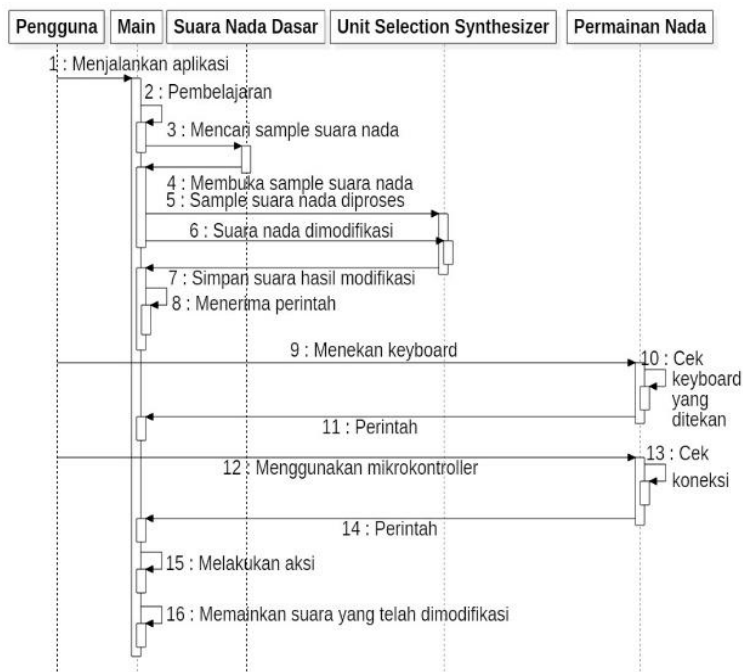 Pengguna
Main
Suara Nada Dasar
Unit Selection Synthesizer
Permainan Nada
1 : Menjalankan aplikasi
2 : Pembelajaran
3 : Mencari sample suara nada
4 : Membuka sample suara nada
5 : Sample suara nada diproses
6 : Suara nada dimodifikasi
7 : Simpan suara hasil modifikasi
8 : Menerima perintah
9 : Menekan keyboard
10 : Cek
keyboard
yang
ditekan
11 : Perintah
12 : Menggunakan mikrokontroller
13 : Cek
koneksi
14 : Perintah
15 : Melakukan aksi
16 : Memainkan suara yang telah dimodifikasi